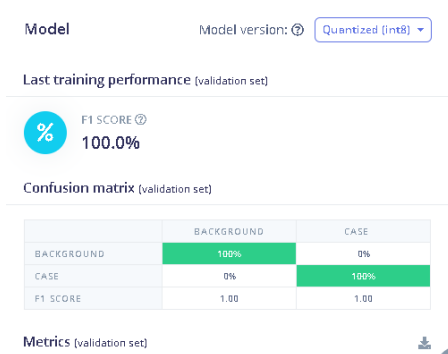 Model Model version: Quantized (int8)
Last training performance (validation set)
% F1 SCORE
100.0%
Confusion matrix (validation set)
BACKGROUND CASE
BACKGROUND 100% 0%
CASE 0% 100%
F1 SCORE 1.00 1.00
Metrics (validation set)